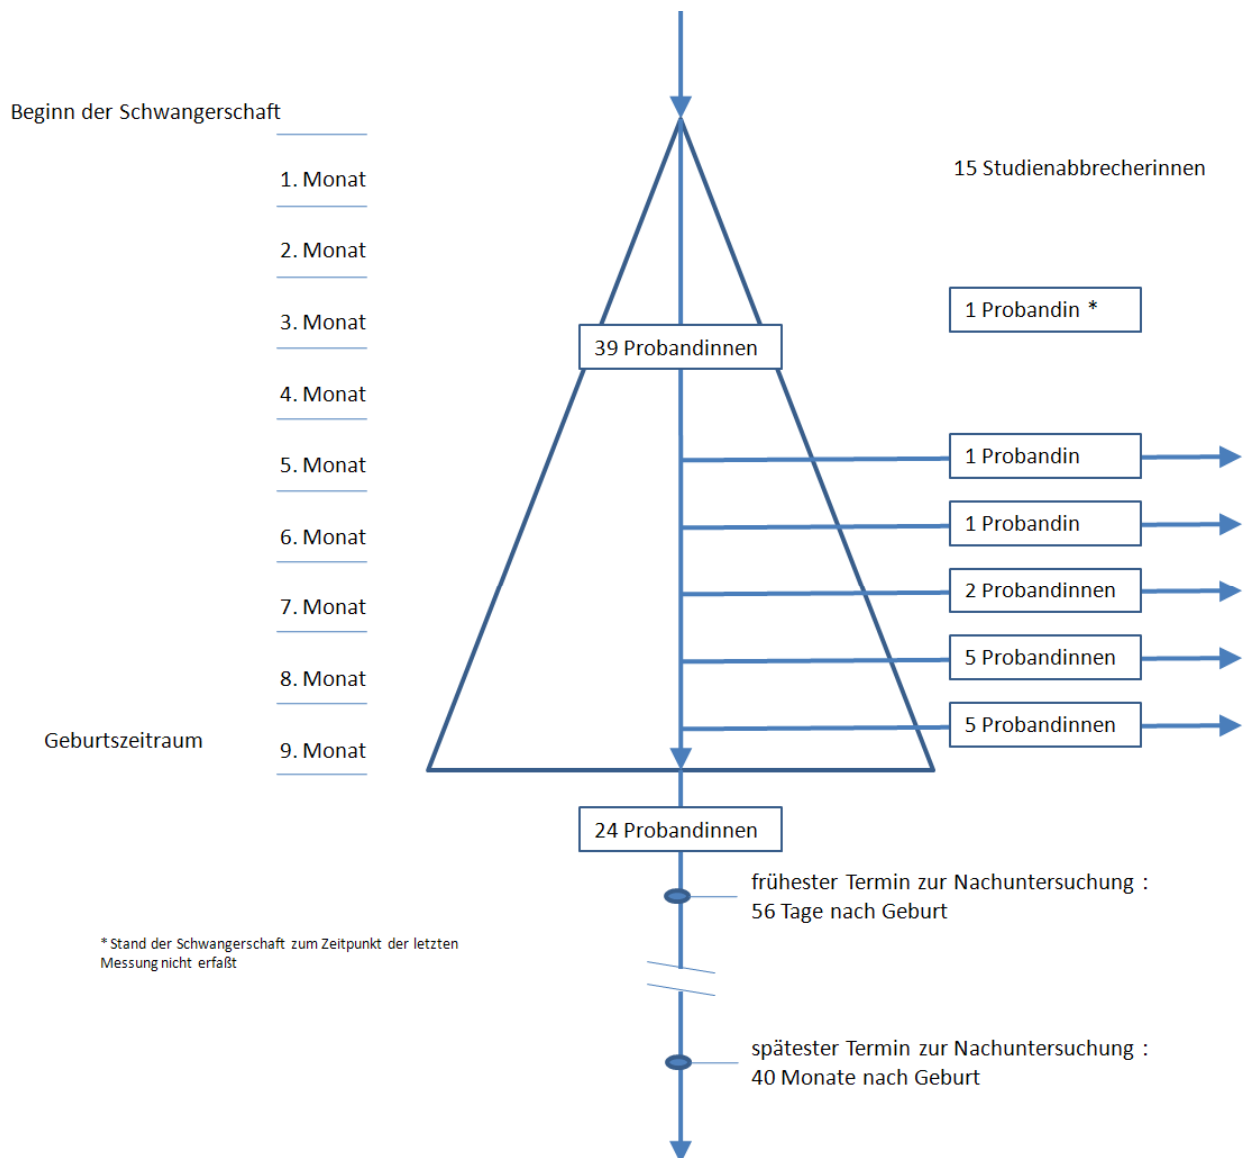 Beginn der Schwangerschaft
1. Monat
15 Studienabbrecherinnen
2. Monat
3. Monat
1 Probandin *
39 Probandinnen
4. Monat
5. Monat
1 Probandin
6. Monat
1 Probandin
7. Monat
2 Probandinnen
8. Monat
5 Probandinnen
Geburtszeitraum
9. Monat
5 Probandinnen
24 Probandinnen
frühester Termin zur Nachuntersuchung :
56 Tage nach Geburt
* Stand der Schwangerschaft zum Zeitpunkt der letzten
Messung nicht erfaßt
spätester Termin zur Nachuntersuchung :
40 Monate nach Geburt